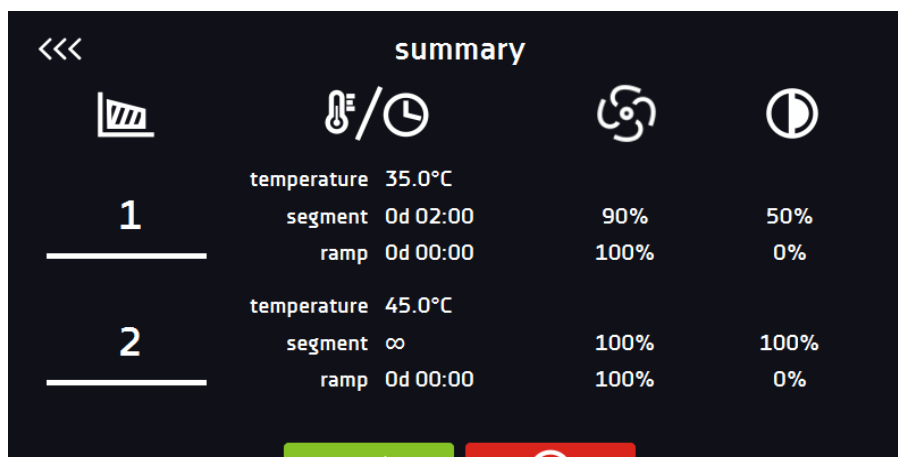 <<< summary
temperature 35.0°C
1 segment 0d 02:00 90% 50%
ramp 0d 00:00 100% 0%
temperature 45.0°C
2 segment ∞ 100% 100%
ramp 0d 00:00 100% 0%